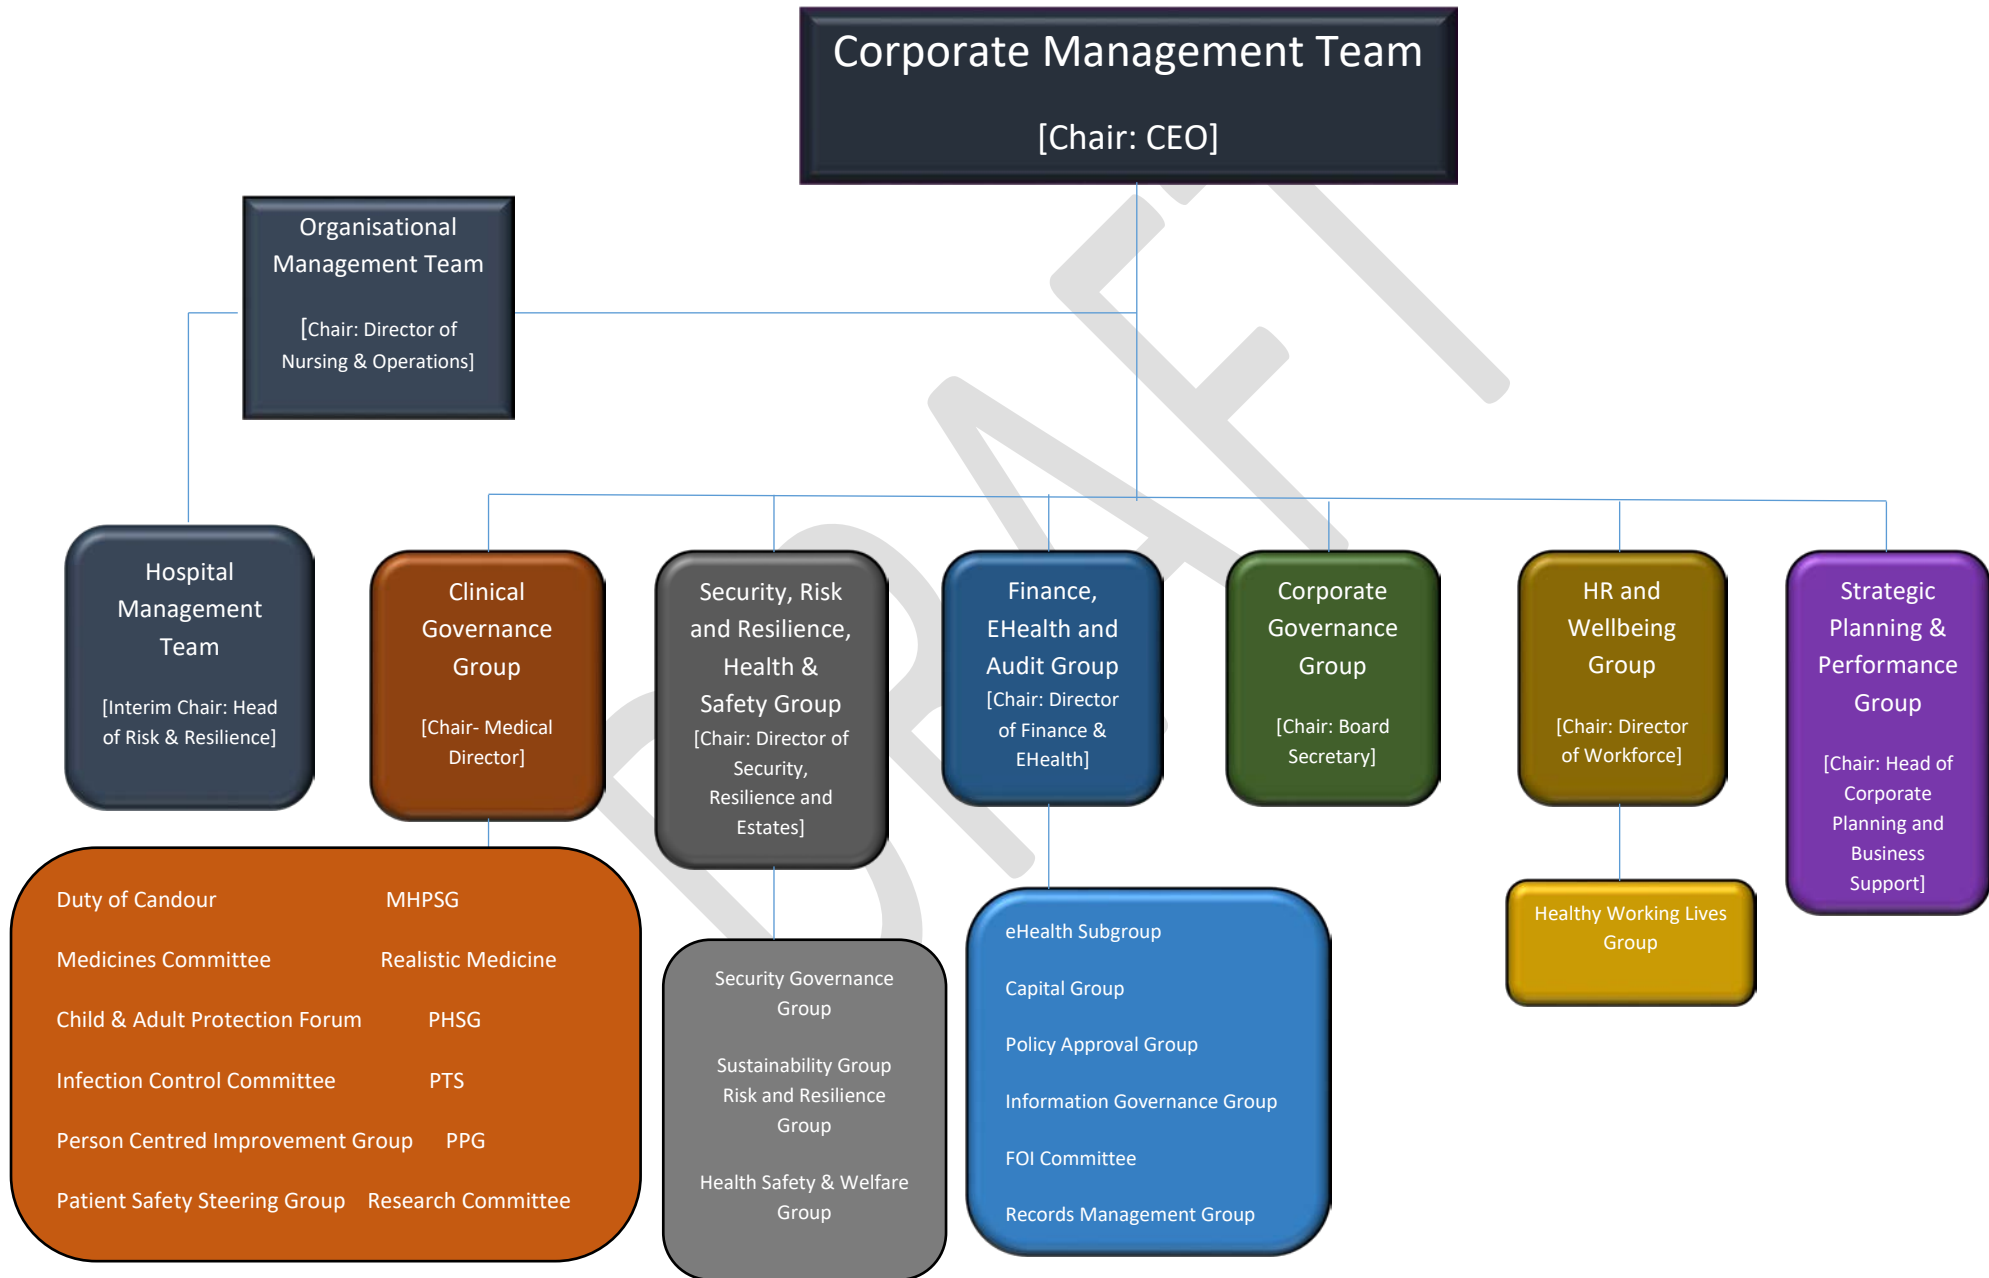 Corporate Management Team
[Chair: CEO]
Organisational
Management Team
[Chair: Director of
Nursing & Operations]
Hospital
Management
Team
[Interim Chair: Head
of Risk & Resilience]
Clinical
Governance
Group
[Chair- Medical
Director]
Security, Risk
and Resilience,
Health &
Safety Group
[Chair: Director of
Security,
Resilience and
Estates]
Finance,
EHealth and
Audit Group
[Chair: Director
of Finance &
EHealth]
Corporate
Governance
Group
[Chair: Board
Secretary]
HR and
Wellbeing
Group
[Chair: Director
of Workforce]
Strategic
Planning &
Performance
Group
[Chair: Head of
Corporate
Planning and
Business
Support]
Duty of Candour MHPSG
Medicines Committee Realistic Medicine
Child & Adult Protection Forum PHSG
Infection Control Committee PTS
Person Centred Improvement Group PPG
Patient Safety Steering Group Research Committee
Security Governance
Group
Sustainability Group
Risk and Resilience
Group
Health Safety & Welfare
Group
eHealth Subgroup
Capital Group
Policy Approval Group
Information Governance Group
FOI Committee
Records Management Group
Healthy Working Lives
Group
DRAFT